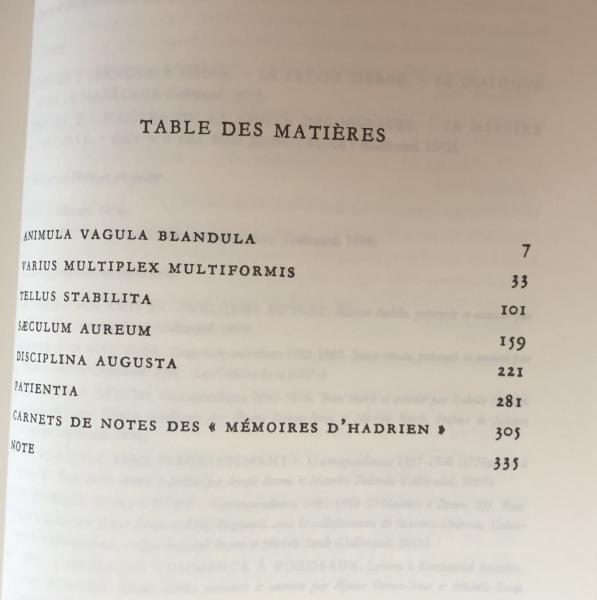 TABLE DES MATIÈRES
ANIMULA VAGULA BLANDULA 7
VARIUS MULTIPLEX MULTIFORMIS 33
TELLUS STABILITA 101
SÆCULUM AUREUM 159
DISCIPLINA AUGUSTA 221
PATIENTIA 281
CARNETS DE NOTES DES « MÉMOIRES D'HADRIEN » 305
NOTE 335